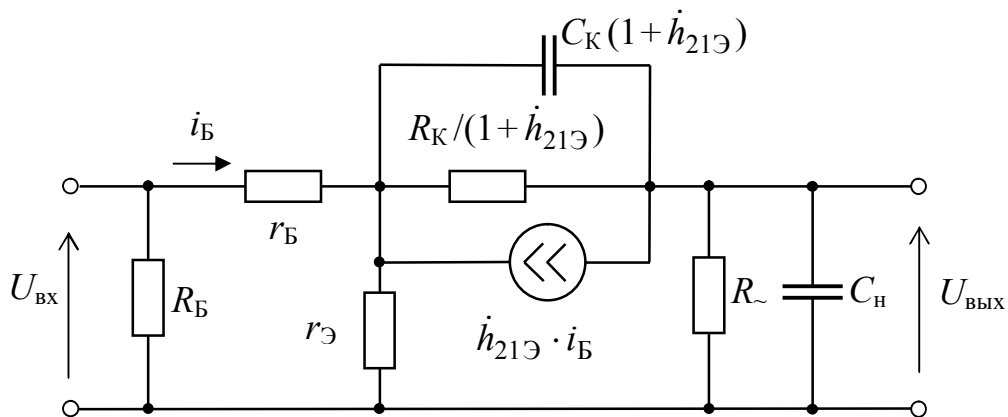 C_К(1 + ḣ_21Э)
i_Б
R_К/(1 + ḣ_21Э)
r_Б
U_вх
R_Б
r_Э
ḣ_21Э · i_Б
R_~
C_н
U_вых